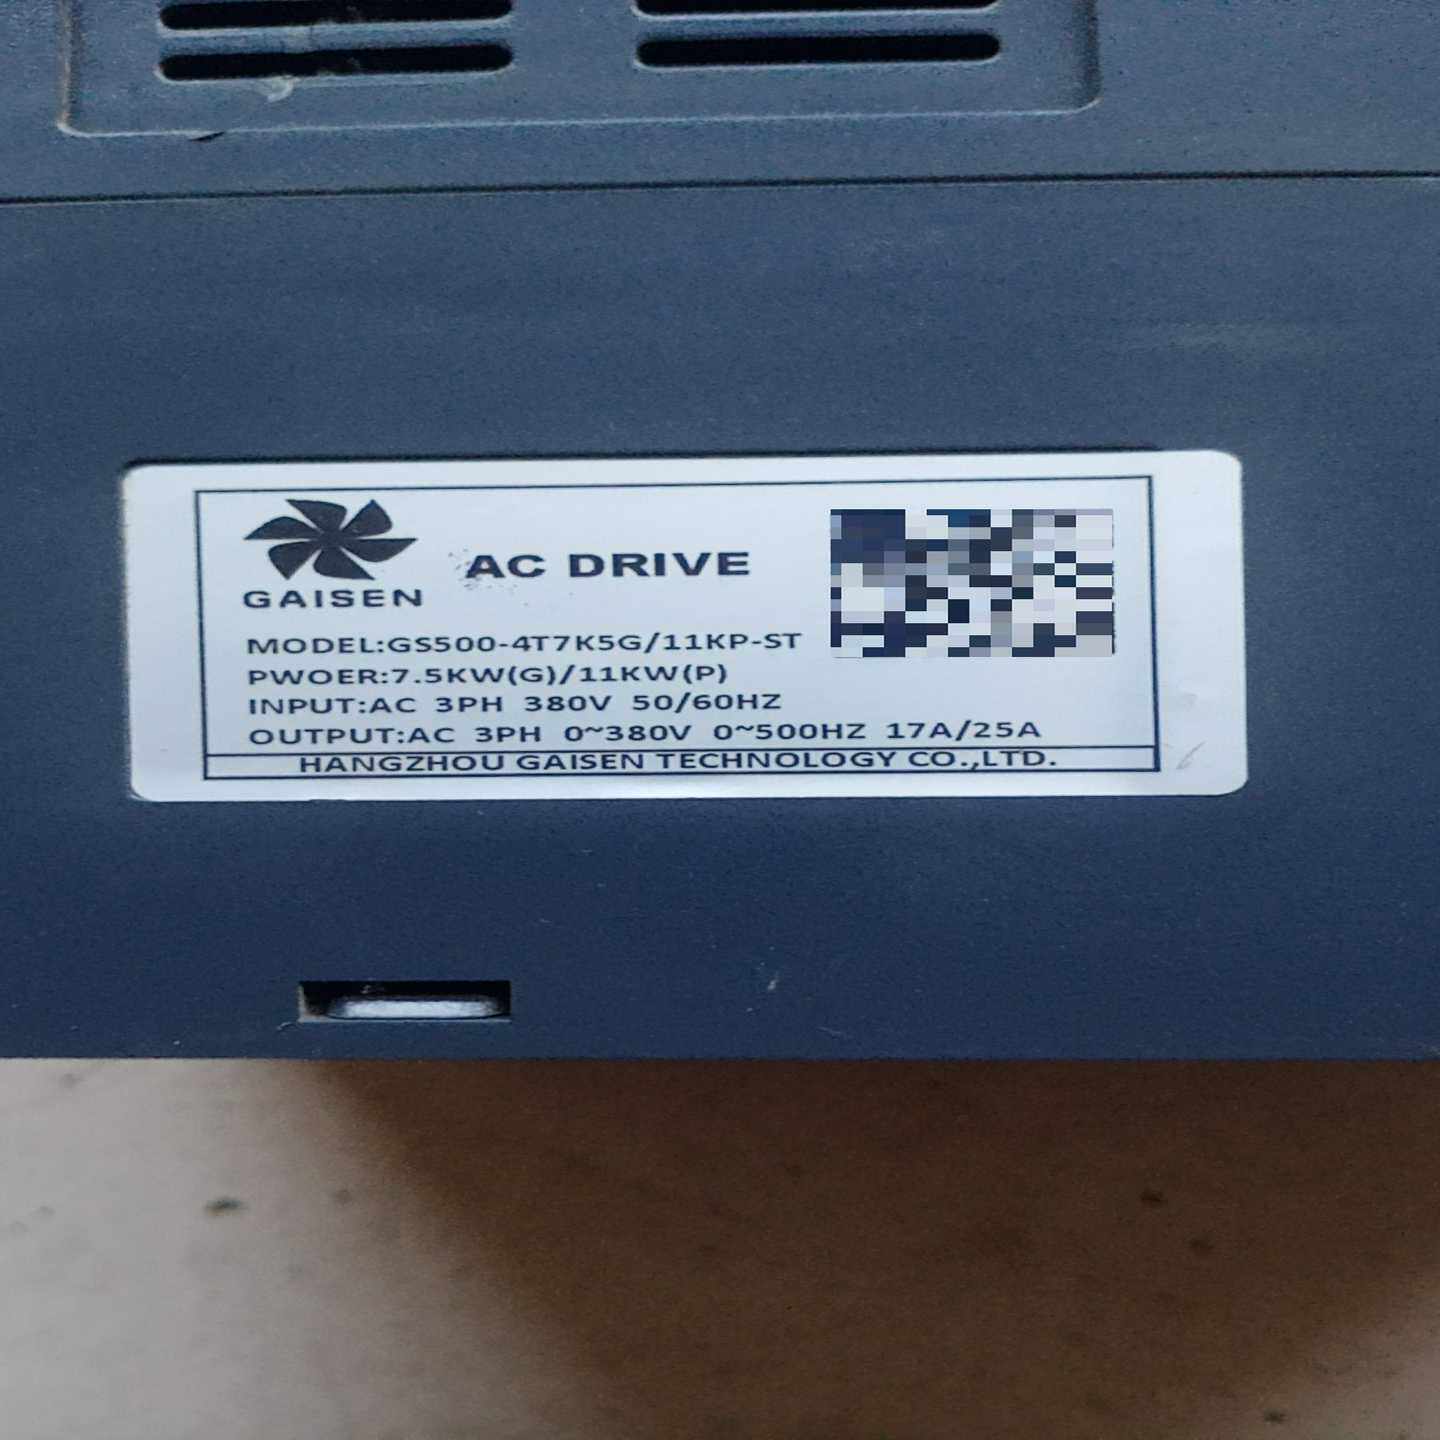 GAISEN
AC DRIVE
MODEL:GS500-4T7K5G/11KP-ST
PWOER:7.5KW(G)/11KW(P)
INPUT:AC 3PH 380V 50/60HZ
OUTPUT:AC 3PH 0~380V 0~500HZ 17A/25A
HANGZHOU GAISEN TECHNOLOGY CO.,LTD.